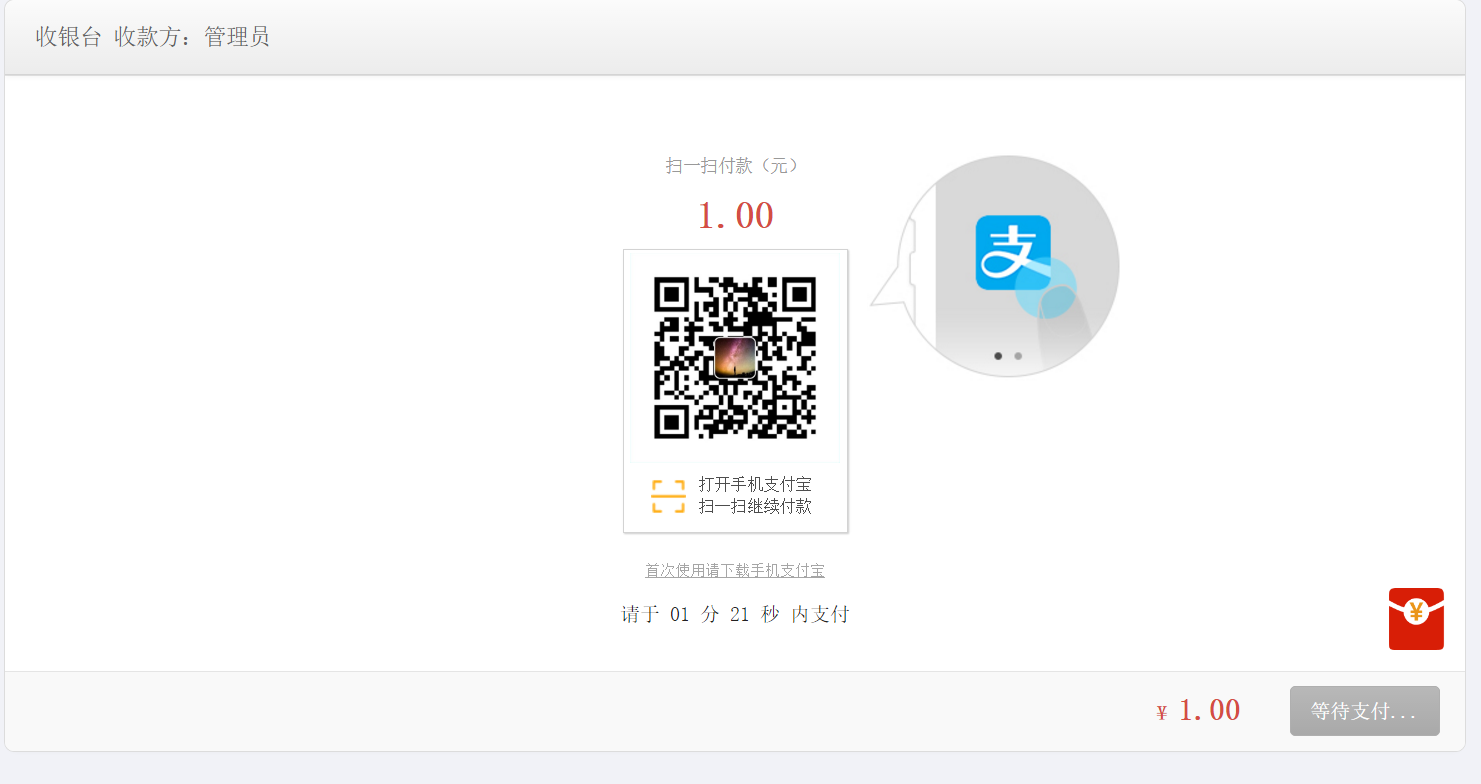 收银台 收款方：管理员
扫一扫付款（元）
1.00
支
打开手机支付宝
扫一扫继续付款
首次使用请下载手机支付宝
请于 01 分 21 秒 内支付
¥
¥ 1.00
等待支付...